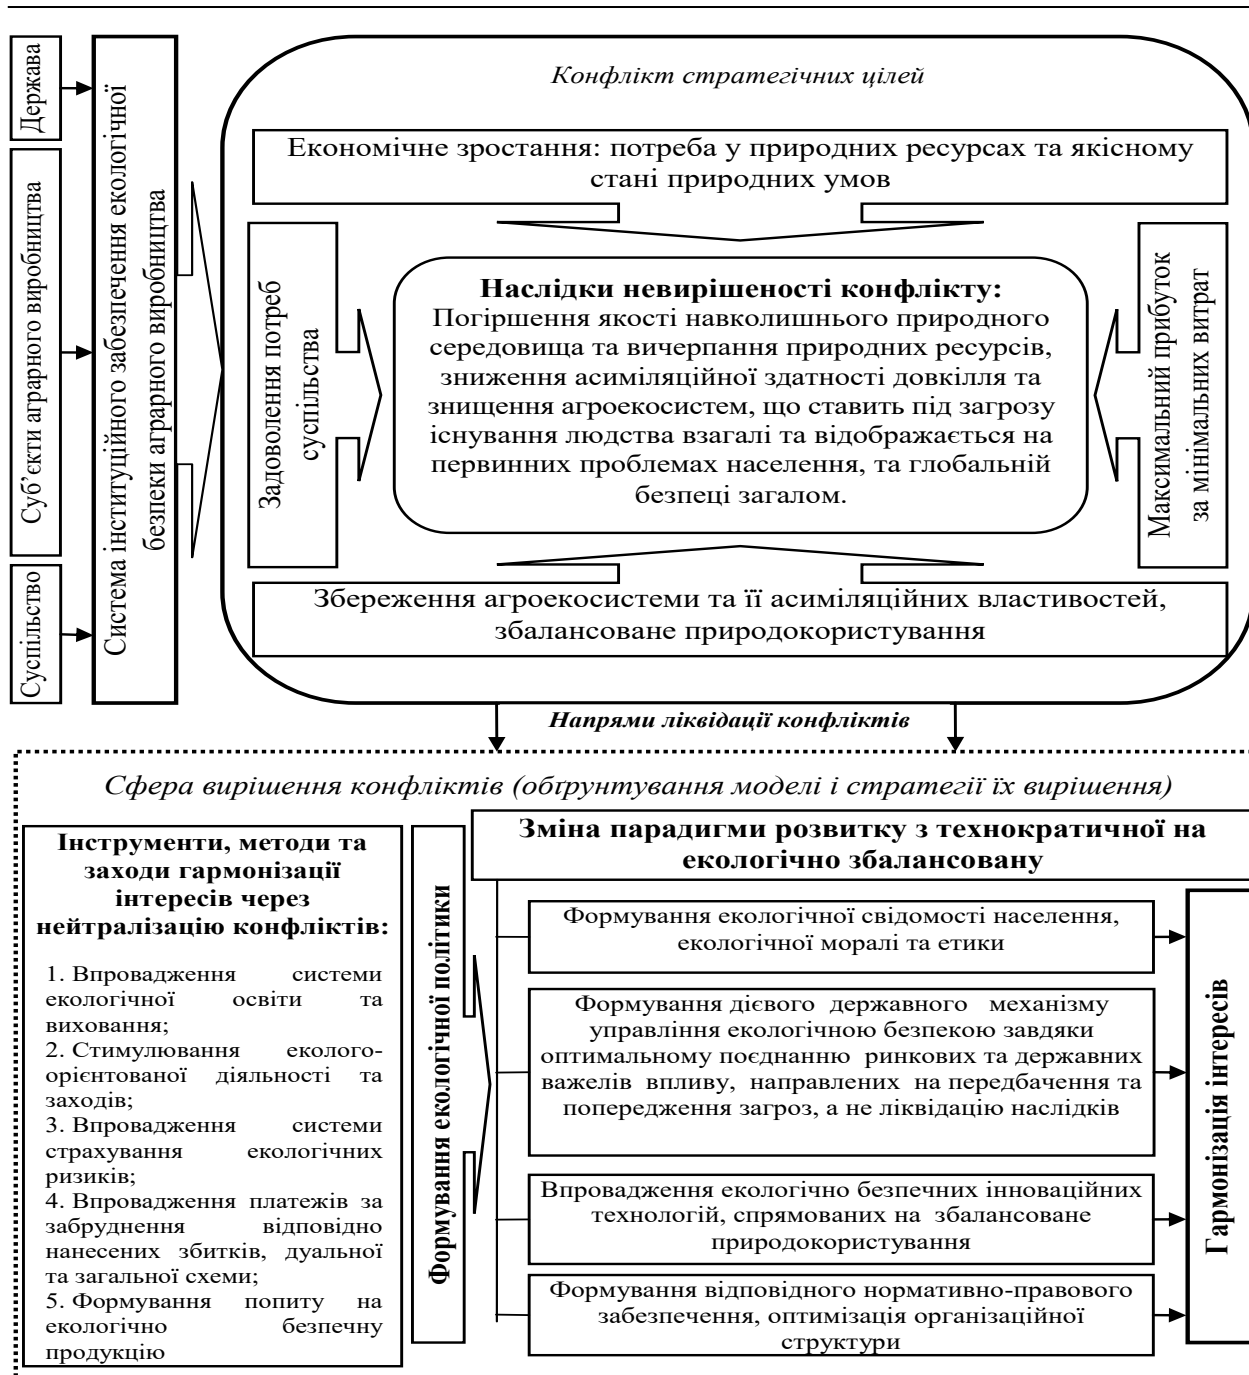 Держава
Суб’єкти аграрного виробництва
Суспільство
Система інституційного забезпечення екологічної
безпеки аграрного виробництва
Конфлікт стратегічних цілей
Економічне зростання: потреба у природних ресурсах та якісному
стані природних умов
Задоволення потреб
суспільства
Наслідки невирішеності конфлікту:
Погіршення якості навколишнього природного
середовища та вичерпання природних ресурсів,
зниження асиміляційної здатності довкілля та
знищення агроекосистем, що ставить під загрозу
існування людства взагалі та відображається на
первинних проблемах населення, та глобальній
безпеці загалом.
Максимальний прибуток
за мінімальних витрат
Збереження агроекосистеми та її асиміляційних властивостей,
збалансоване природокористування
Напрями ліквідації конфліктів
Сфера вирішення конфліктів (обґрунтування моделі і стратегії їх вирішення)
Інструменти, методи та
заходи гармонізації
інтересів через
нейтралізацію конфліктів:
1. Впровадження системи
екологічної освіти та
виховання;
2. Стимулювання еколого-
орієнтованої діяльності та
заходів;
3. Впровадження системи
страхування екологічних
ризиків;
4. Впровадження платежів за
забруднення відповідно
нанесених збитків, дуальної
та загальної схеми;
5. Формування попиту на
екологічно безпечну
продукцію
Формування екологічної політики
Зміна парадигми розвитку з технократичної на
екологічно збалансовану
Формування екологічної свідомості населення,
екологічної моралі та етики
Формування дієвого державного механізму
управління екологічною безпекою завдяки
оптимальному поєднанню ринкових та державних
важелів впливу, направлених на передбачення та
попередження загроз, а не ліквідацію наслідків
Впровадження екологічно безпечних інноваційних
технологій, спрямованих на збалансоване
природокористування
Формування відповідного нормативно-правового
забезпечення, оптимізація організаційної
структури
Гармонізація інтересів